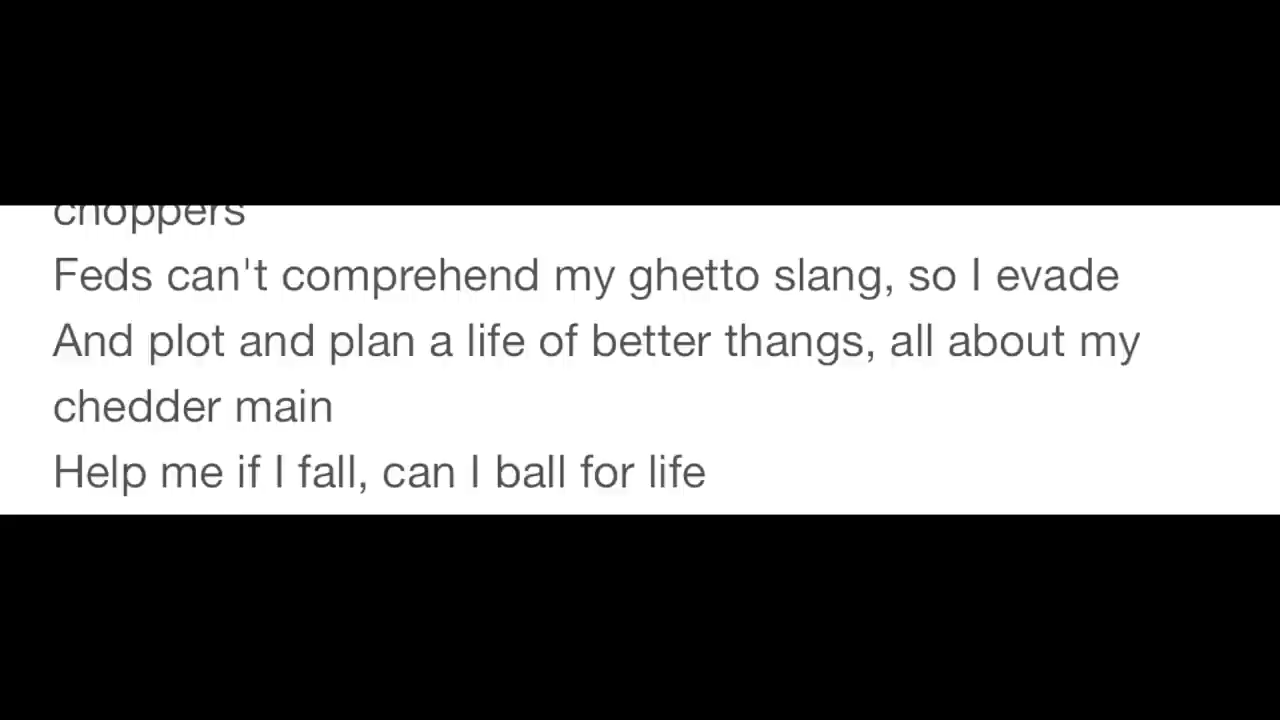 choppers
Feds can't comprehend my ghetto slang, so I evade
And plot and plan a life of better thangs, all about my
chedder main
Help me if I fall, can I ball for life